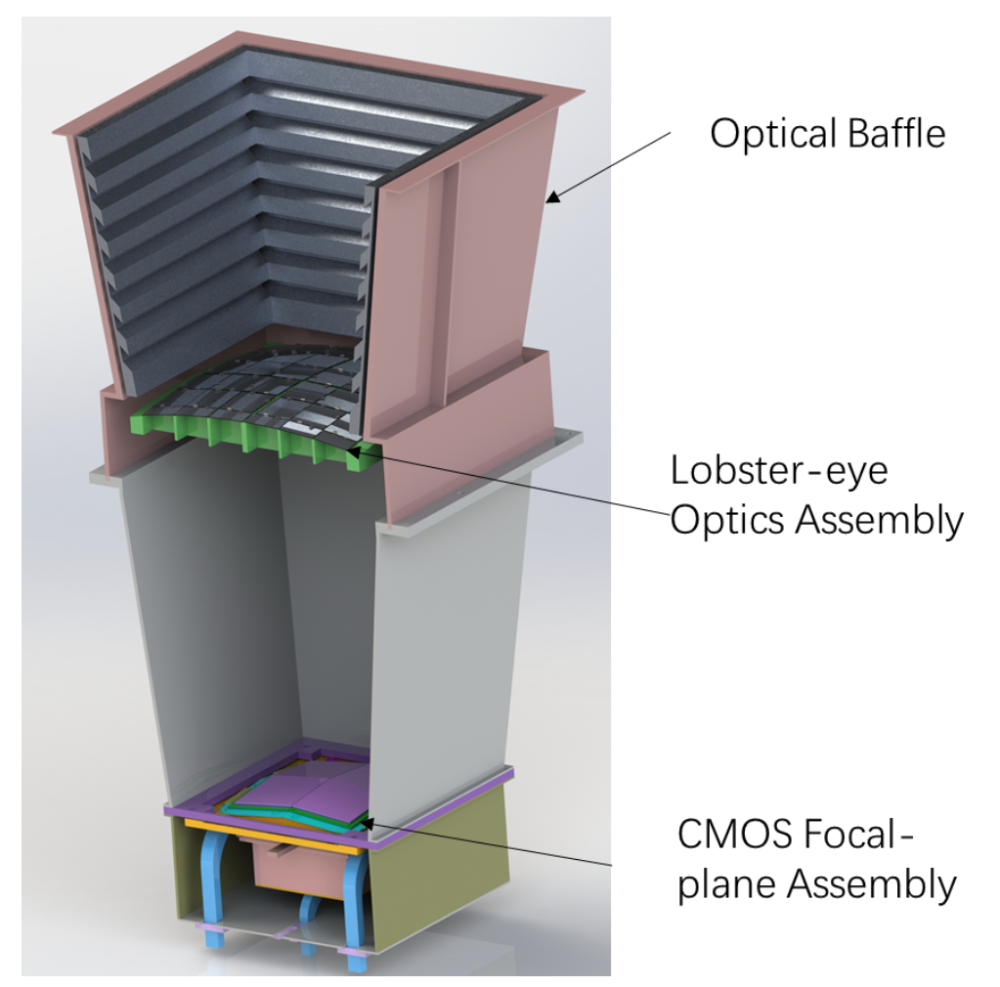 Optical Baffle
Lobster-eye
Optics Assembly
CMOS Focal-
plane Assembly